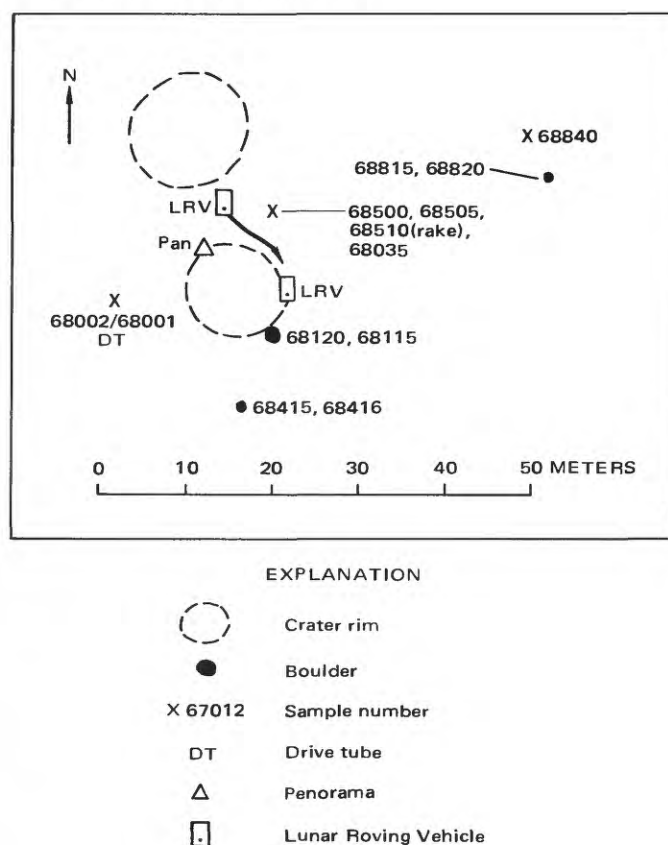 N
X 68840
68815, 68820
LRV
X
68500, 68505,
68510(rake),
68035
Pan
LRV
X
68002/68001
DT
68120, 68115
68415, 68416
0 10 20 30 40 50 METERS
EXPLANATION
Crater rim
Boulder
X 67012 Sample number
DT Drive tube
Penorama
Lunar Roving Vehicle